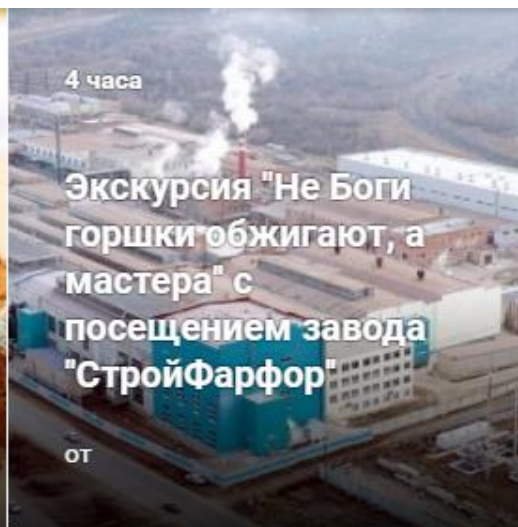 4 часа
Экскурсия "Не Боги
горшки обжигают, а
мастера" с
посещением завода
"СтройФарфор"
от